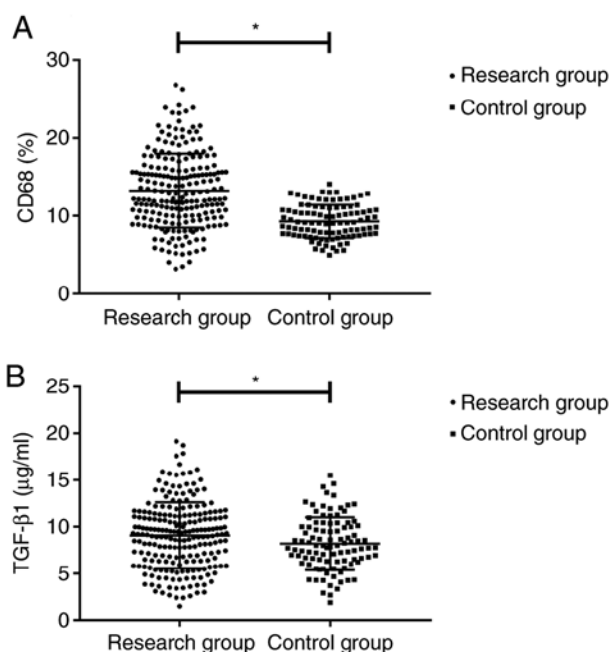 A
*
30
20
10
0
CD68 (%)
Research group
Control group
Research group Control group
B
*
25
20
15
10
5
0
TGF-β1 (μg/ml)
Research group
Control group
Research group Control group